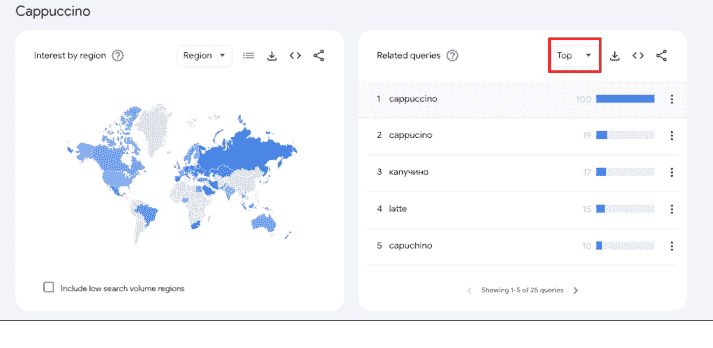 Cappuccino
Interest by region
Region
Include low search volume regions
Related queries
Top
1 cappuccino 100
2 cappucino 19
3 капучино 17
4 latte 15
5 capuchino 10
Showing 1-5 of 25 queries